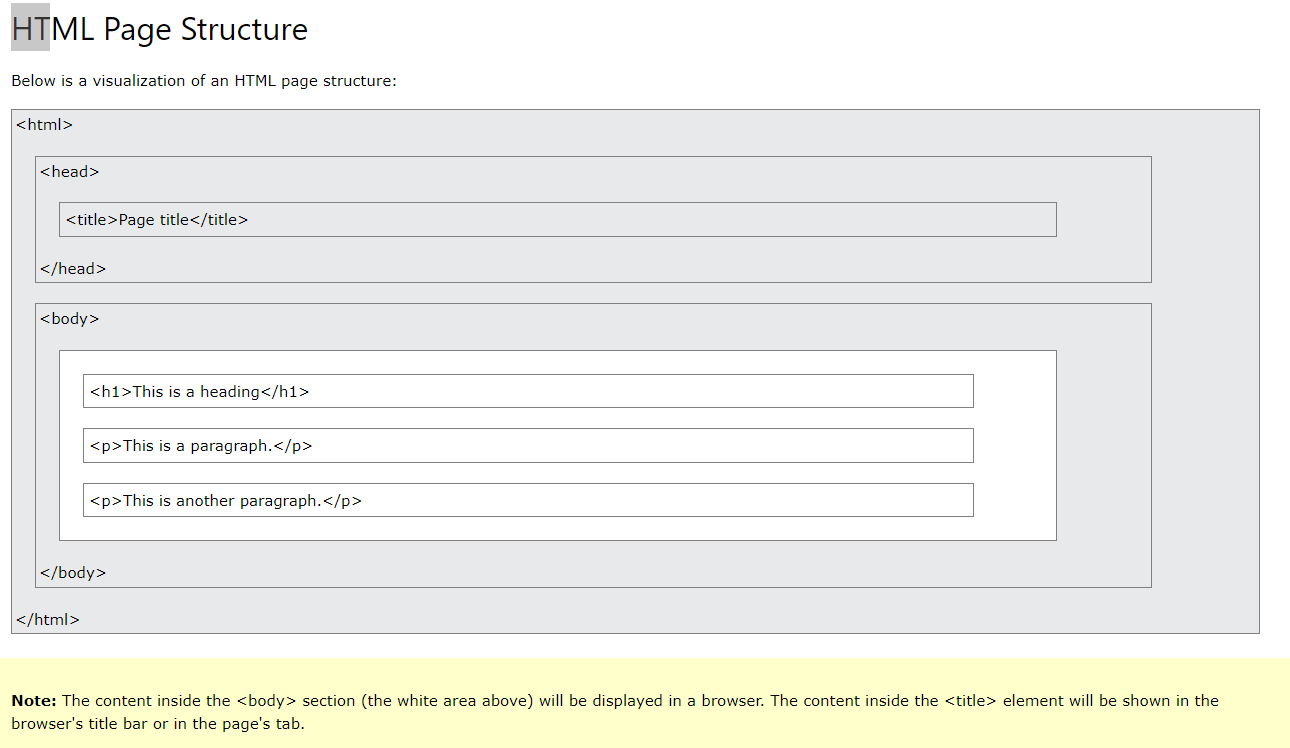 HTML Page Structure
Below is a visualization of an HTML page structure:
<html>
<head>
<title>Page title</title>
</head>
<body>
<h1>This is a heading</h1>
<p>This is a paragraph.</p>
<p>This is another paragraph.</p>
</body>
</html>
Note: The content inside the <body> section (the white area above) will be displayed in a browser. The content inside the <title> element will be shown in the
browser's title bar or in the page's tab.